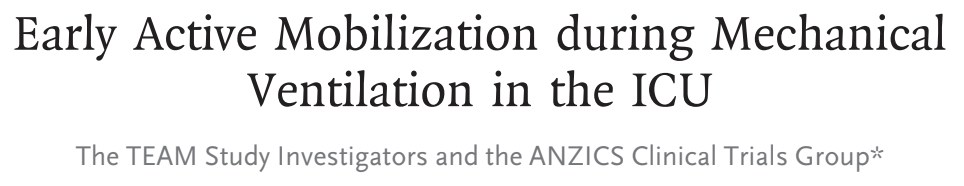 Early Active Mobilization during Mechanical
Ventilation in the ICU
The TEAM Study Investigators and the ANZICS Clinical Trials Group*